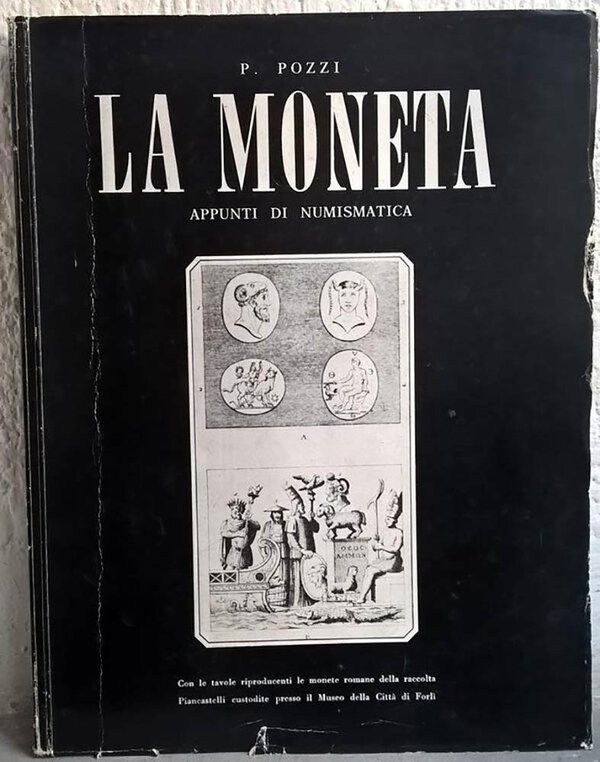 P. POZZI
LA MONETA
APPUNTI DI NUMISMATICA
A
Con le tavole riproducenti le monete romane della raccolta
Piancastelli custodite presso il Museo della Città di Forlì